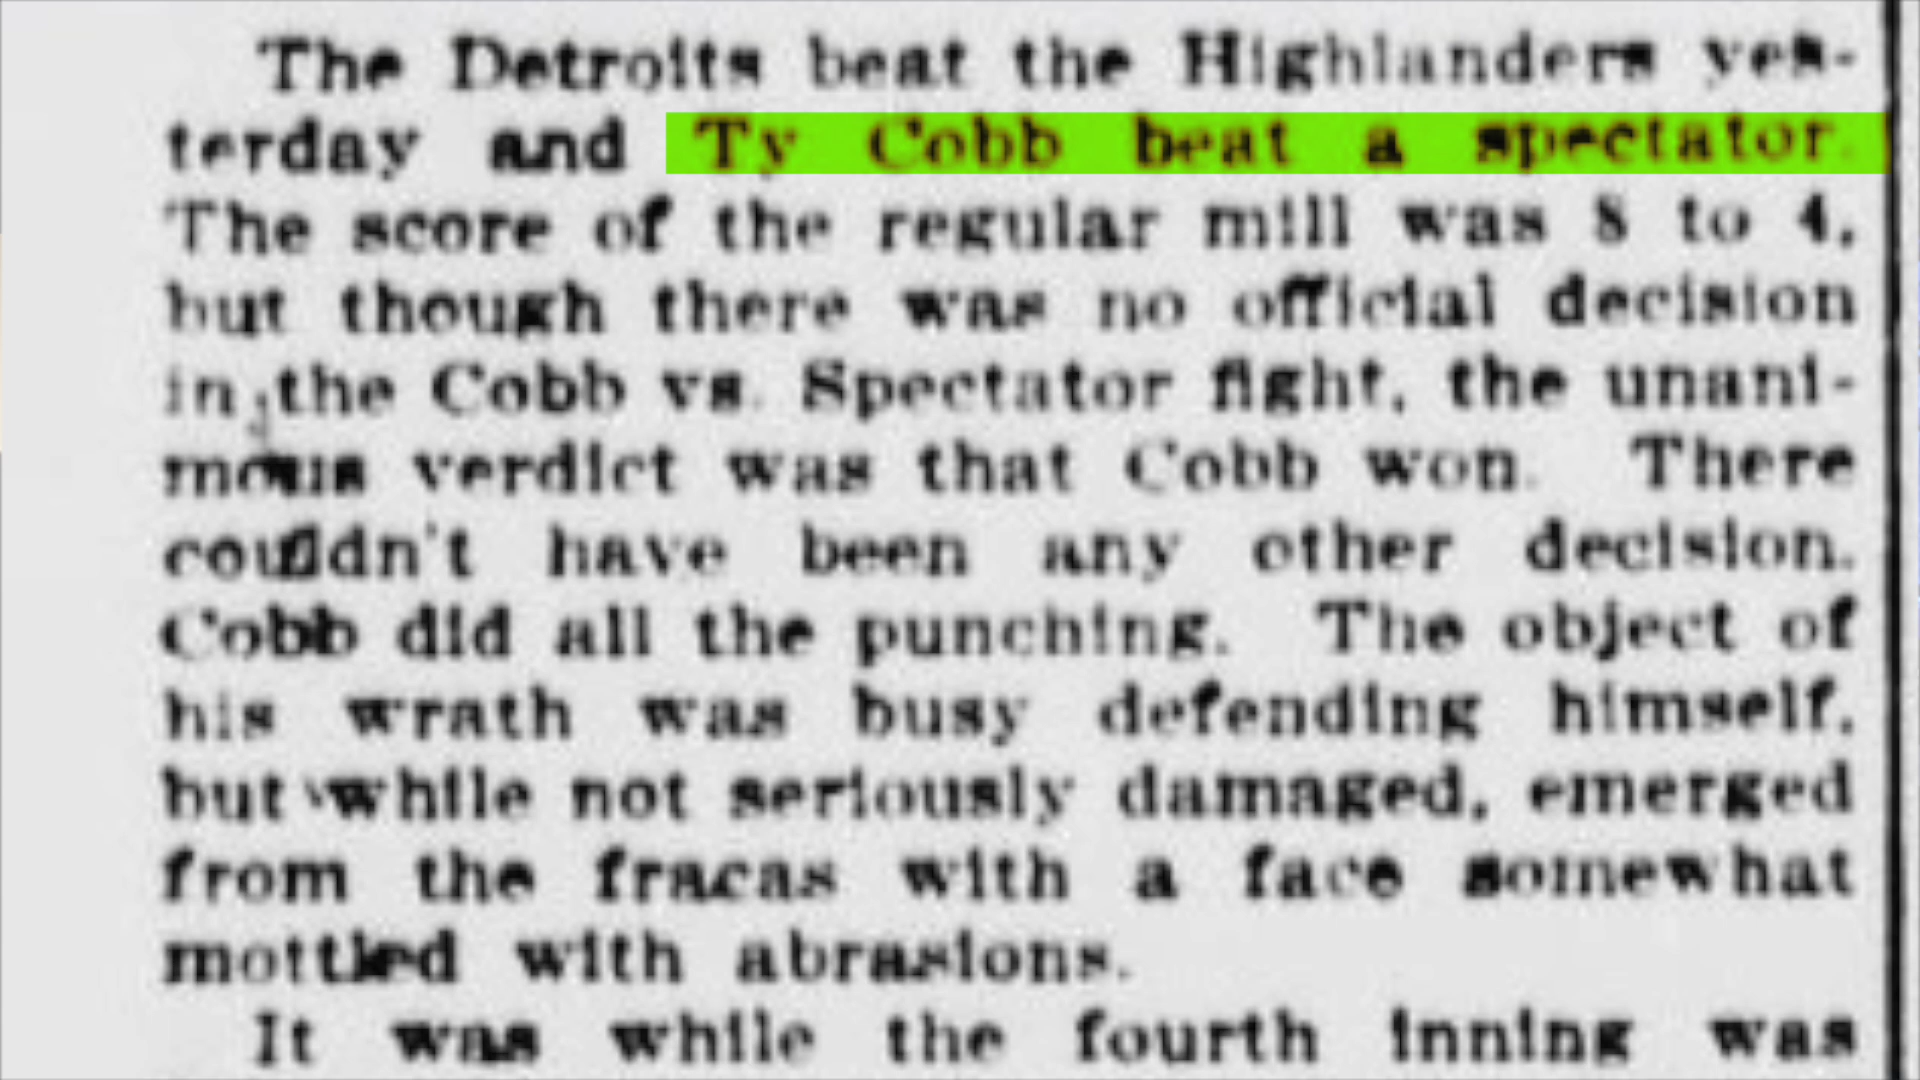 The Detroits beat the Highlanders yes-
terday and Ty Cobb beat a spectator.
The score of the regular mill was 8 to 4,
but though there was no official decision
in the Cobb vs. Spectator fight, the unani-
mous verdict was that Cobb won. There
couldn't have been any other decision.
Cobb did all the punching. The object of
his wrath was busy defending himself,
but while not seriously damaged, emerged
from the fracas with a face somewhat
mottled with abrasions.
It was while the fourth inning was